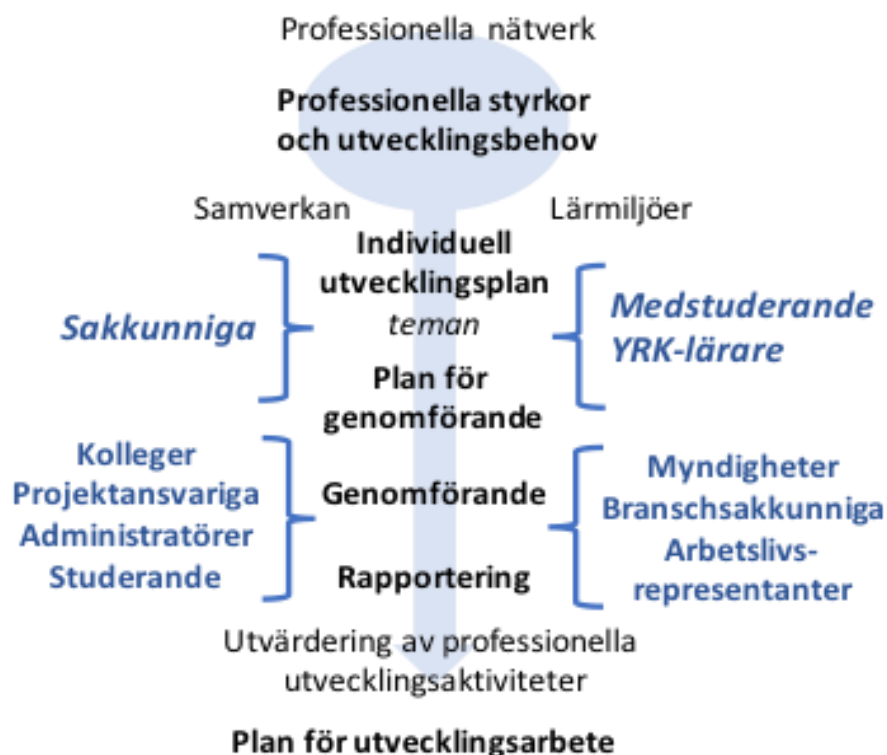 Professionella nätverk
Professionella styrkor
och utvecklingsbehov
Samverkan
Lärmiljöer
Individuell
utvecklingsplan
teman
Sakkunniga
Medstuderande
YRK-lärare
Plan för
genomförande
Kolleger
Projektansvariga
Administratörer
Studerande
Genomförande
Rapportering
Myndigheter
Branschsakkunniga
Arbetslivs-
representanter
Utvärdering av professionella
utvecklingsaktiviteter
Plan för utvecklingsarbete